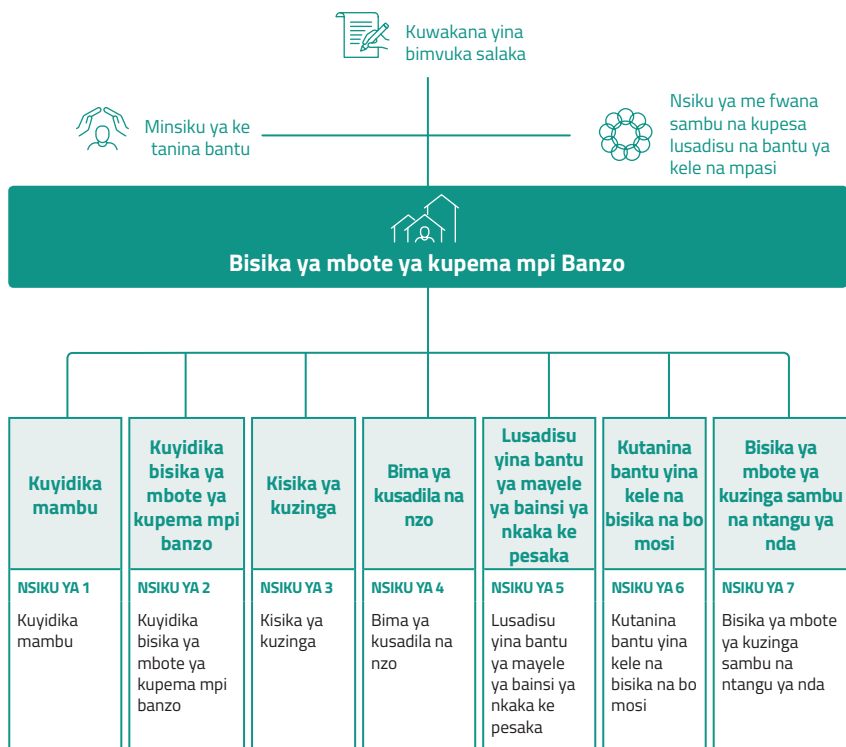 Kuwakana yina
bimvuka salaka
Minsiku ya ke
tanina bantu
Nsiku ya me fwana
sambu na kupesa
lusadisu na bantu ya
kele na mpasi
Bisika ya mbote ya kupema mpi Banzo
Kuyidika
mambu
Kuyidika
bisika ya
mbote ya
kupema mpi
banzo
Kisika ya
kuzinga
Bima ya
kusadila na
nzo
Lusadisu
yina bantu
ya mayele
ya bainsi ya
nkaka ke
pesaka
Kutanina
bantu yina
kele na
bisika na bo
mosi
Bisika ya
mbote ya
kuzinga sambu
na ntangu ya
nda
NSIKU YA 1
Kuyidika
mambu
NSIKU YA 2
Kuyidika
bisika ya
mbote ya
kupema mpi
banzo
NSIKU YA 3
Kisika ya
kuzinga
NSIKU YA 4
Bima ya
kusadila na
nzo
NSIKU YA 5
Lusadisu
yina bantu
ya mayele
ya bainsi ya
nkaka ke
pesaka
NSIKU YA 6
Kutanina
bantu yina
kele na
bisika na bo
mosi
NSIKU YA 7
Bisika ya mbote
ya kuzinga
sambu na
ntangu ya nda